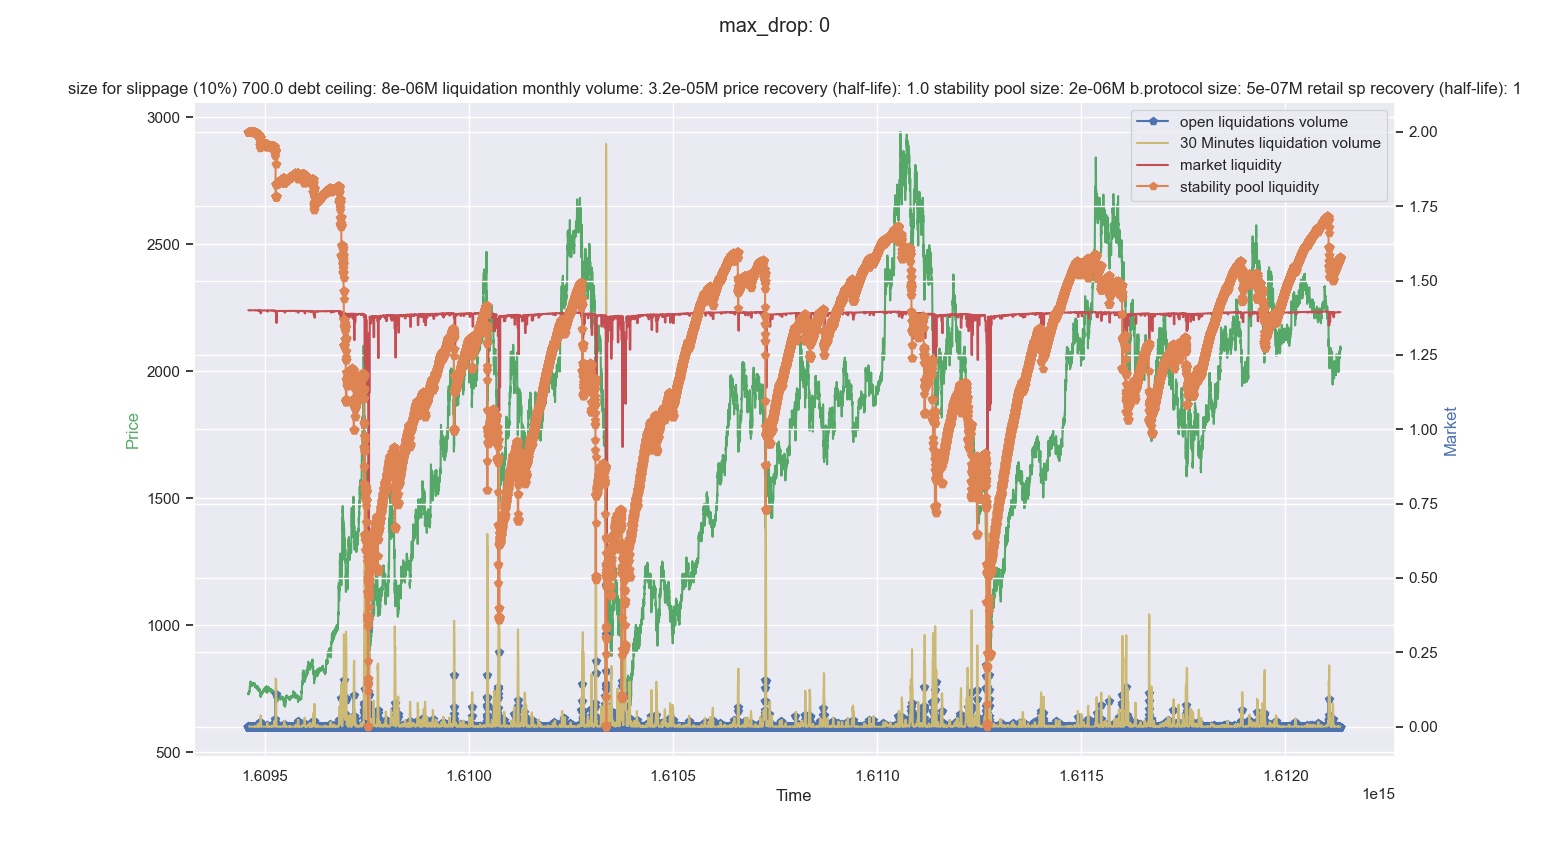 max_drop: 0
size for slippage (10%) 700.0 debt ceiling: 8e-06M liquidation monthly volume: 3.2e-05M price recovery (half-life): 1.0 stability pool size: 2e-06M b.protocol size: 5e-07M retail sp recovery (half-life): 1
open liquidations volume
30 Minutes liquidation volume
market liquidity
stability pool liquidity
3000
2500
2000
1500
1000
500
Price
2.00
1.75
1.50
1.25
1.00
0.75
0.50
0.25
0.00
Market
1.6095
1.6100
1.6105
1.6110
1.6115
1.6120
1e15
Time